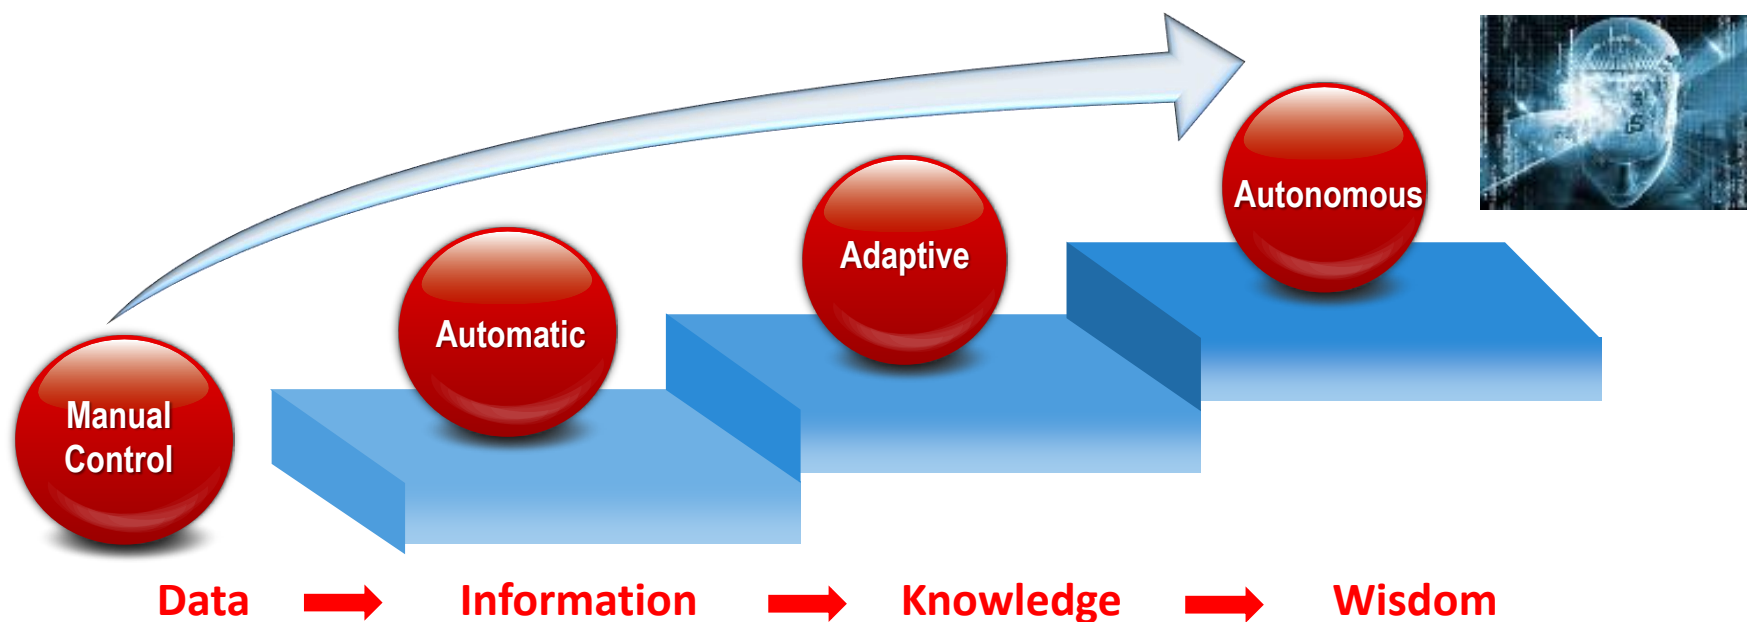 Manual
Control
Automatic
Adaptive
Autonomous
Data
Information
Knowledge
Wisdom